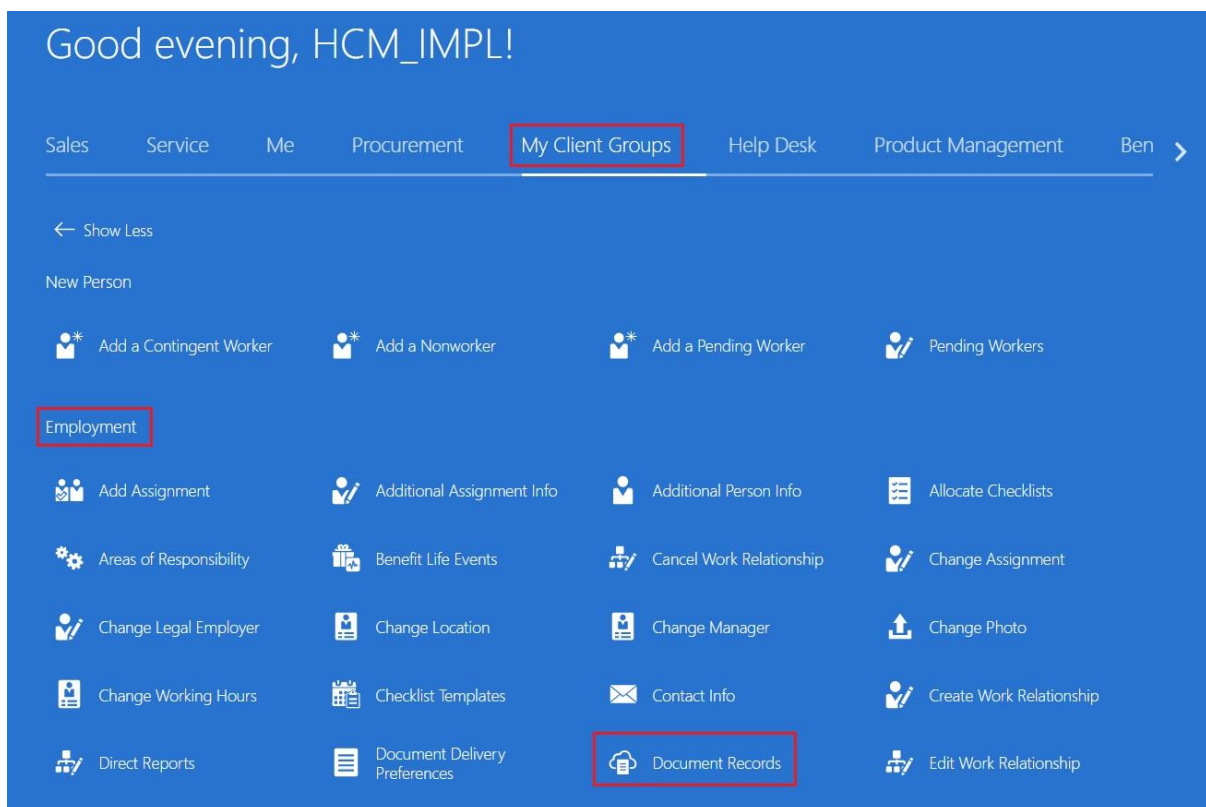 Good evening, HCM_IMPL!
Sales Service Me Procurement My Client Groups Help Desk Product Management Ben
Show Less
New Person
Add a Contingent Worker Add a Nonworker Add a Pending Worker Pending Workers
Employment
Add Assignment Additional Assignment Info Additional Person Info Allocate Checklists
Areas of Responsibility Benefit Life Events Cancel Work Relationship Change Assignment
Change Legal Employer Change Location Change Manager Change Photo
Change Working Hours Checklist Templates Contact Info Create Work Relationship
Direct Reports Document Delivery Preferences Document Records Edit Work Relationship